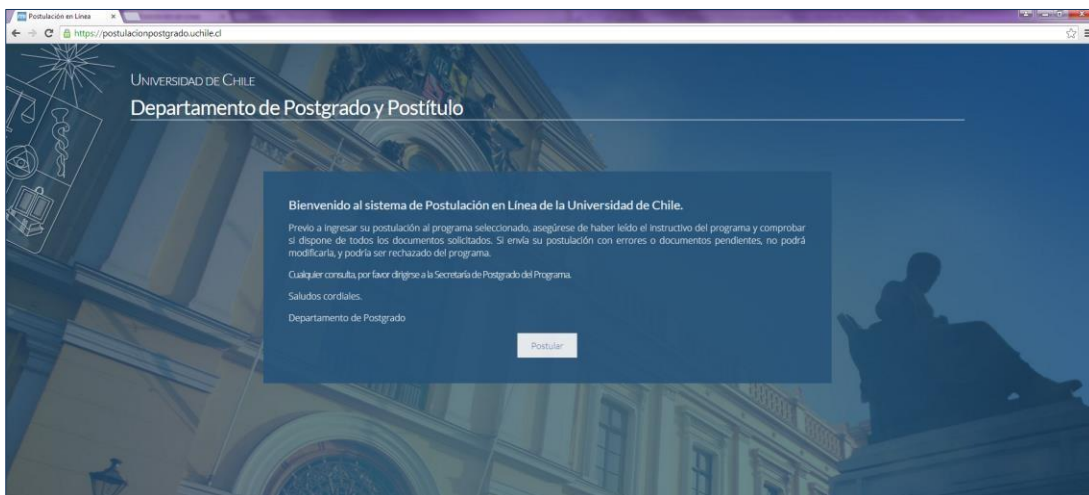 Postulación en Línea
https://postulacionpostgrado.uchile.cl
UNIVERSIDAD DE CHILE
Departamento de Postgrado y Postítulo
Bienvenido al sistema de Postulación en Línea de la Universidad de Chile.
Previo a ingresar su postulación al programa seleccionado, asegúrese de haber leído el instructivo del programa y comprobar
si dispone de todos los documentos solicitados. Si envía su postulación con errores o documentos pendientes, no podrá
modificarla, y podría ser rechazado del programa.
Cualquier consulta, por favor dirigirse a la Secretaría de Postgrado del Programa.
Saludos cordiales.
Departamento de Postgrado
Postular